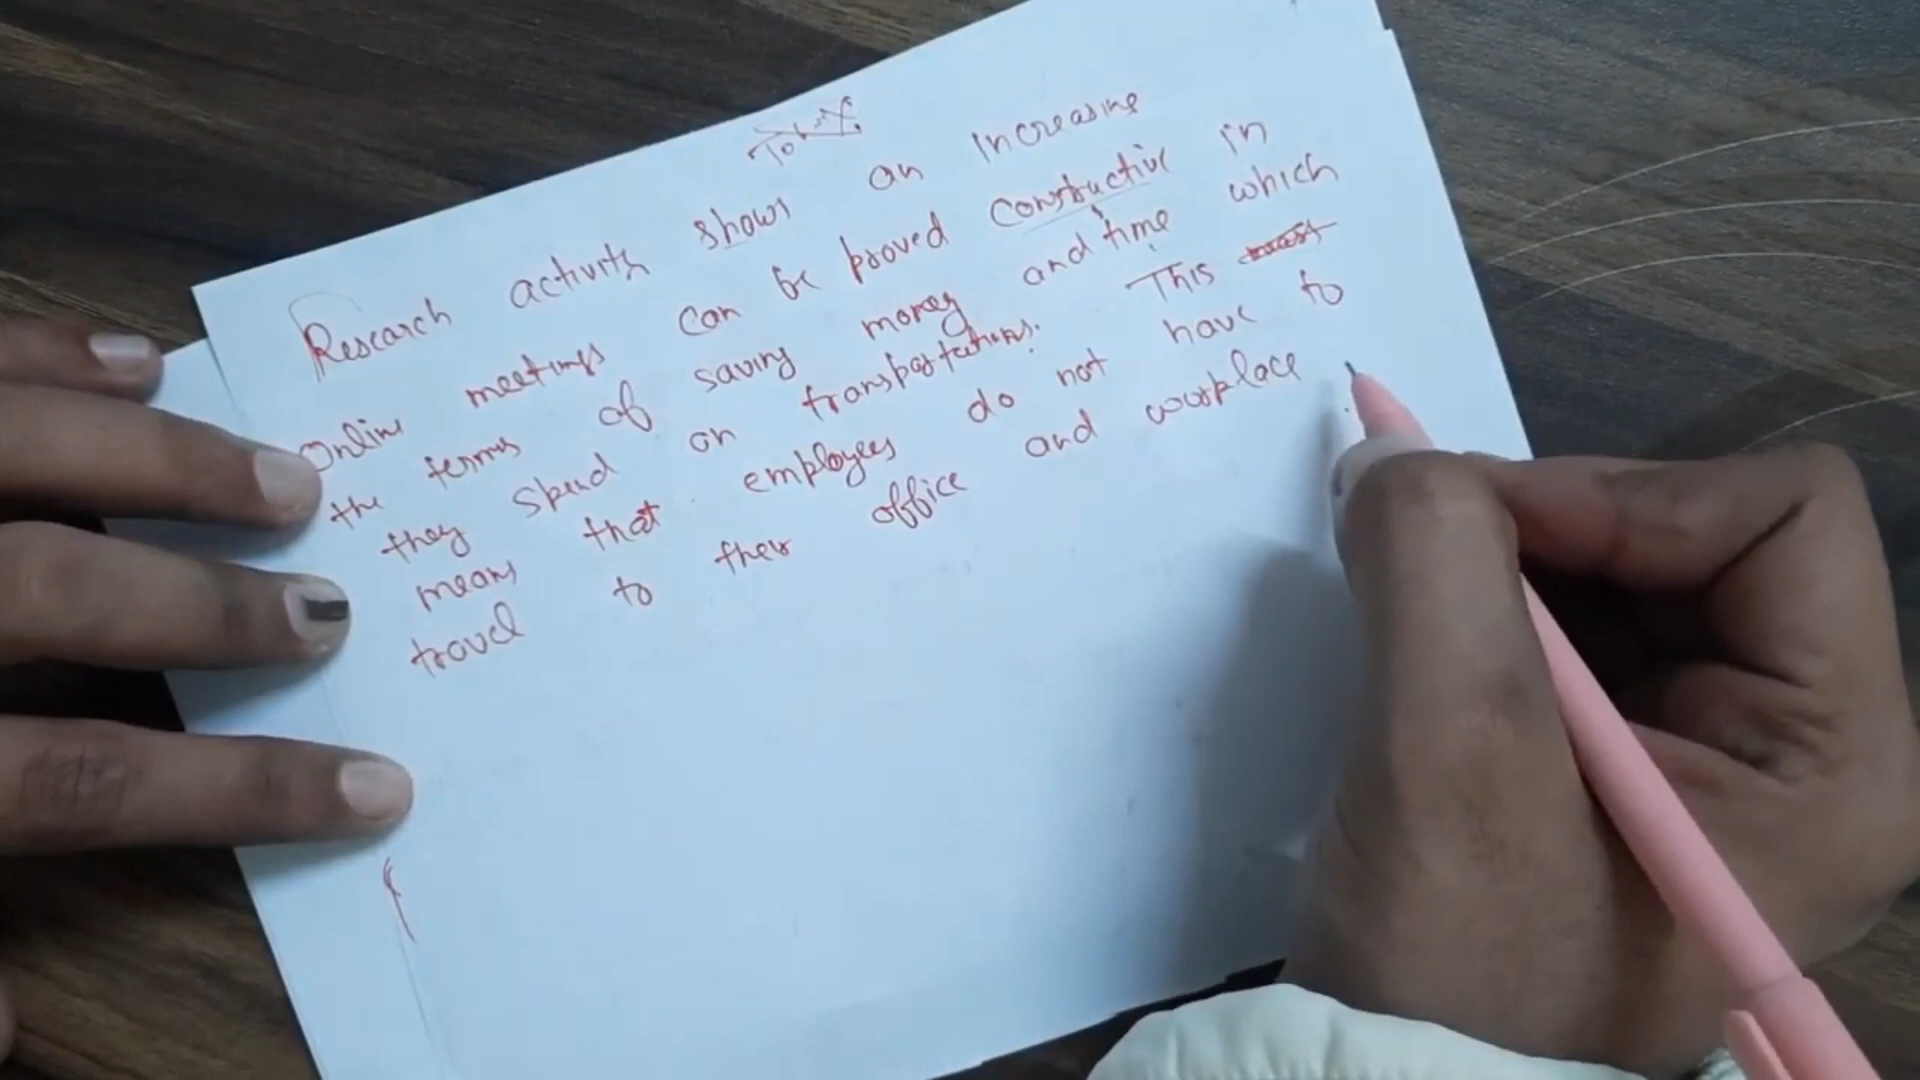 Research activity shows an increasing
online meetings can be proved constructive in
the terms of saving money and time which
they spend on transportations. This
means that employees do not have to
travel to their office and workplace